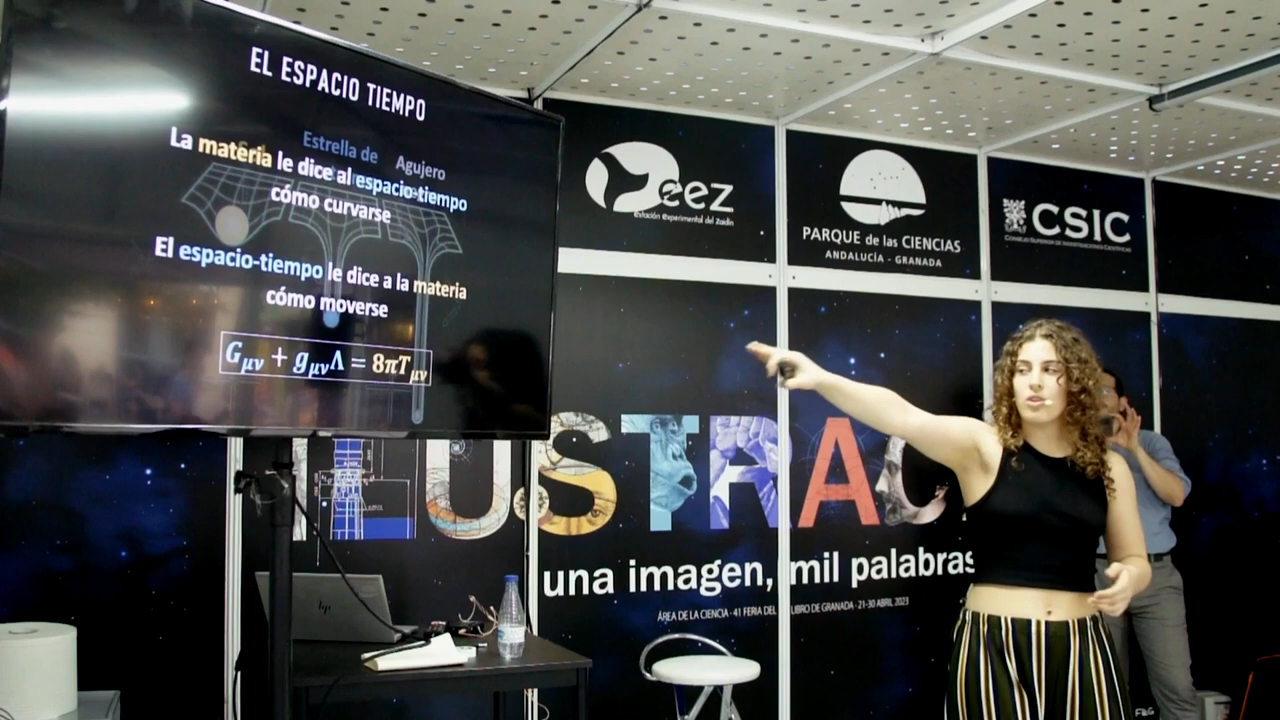 EL ESPACIO TIEMPO
Estrella de Agujero
La materia le dice al espacio-tiempo
cómo curvarse
El espacio-tiempo le dice a la materia
cómo moverse
Gμν + gμνΛ = 8πTμν
eez
estación experimental del Zaidín
PARQUE de las CIENCIAS
ANDALUCÍA - GRANADA
CSIC
CONSEJO SUPERIOR DE INVESTIGACIONES CIENTÍFICAS
ILUSTRAC
una imagen, mil palabras
ÁREA DE LA CIENCIA · 41 FERIA DEL LIBRO DE GRANADA · 21-30 ABRIL 2023
hp